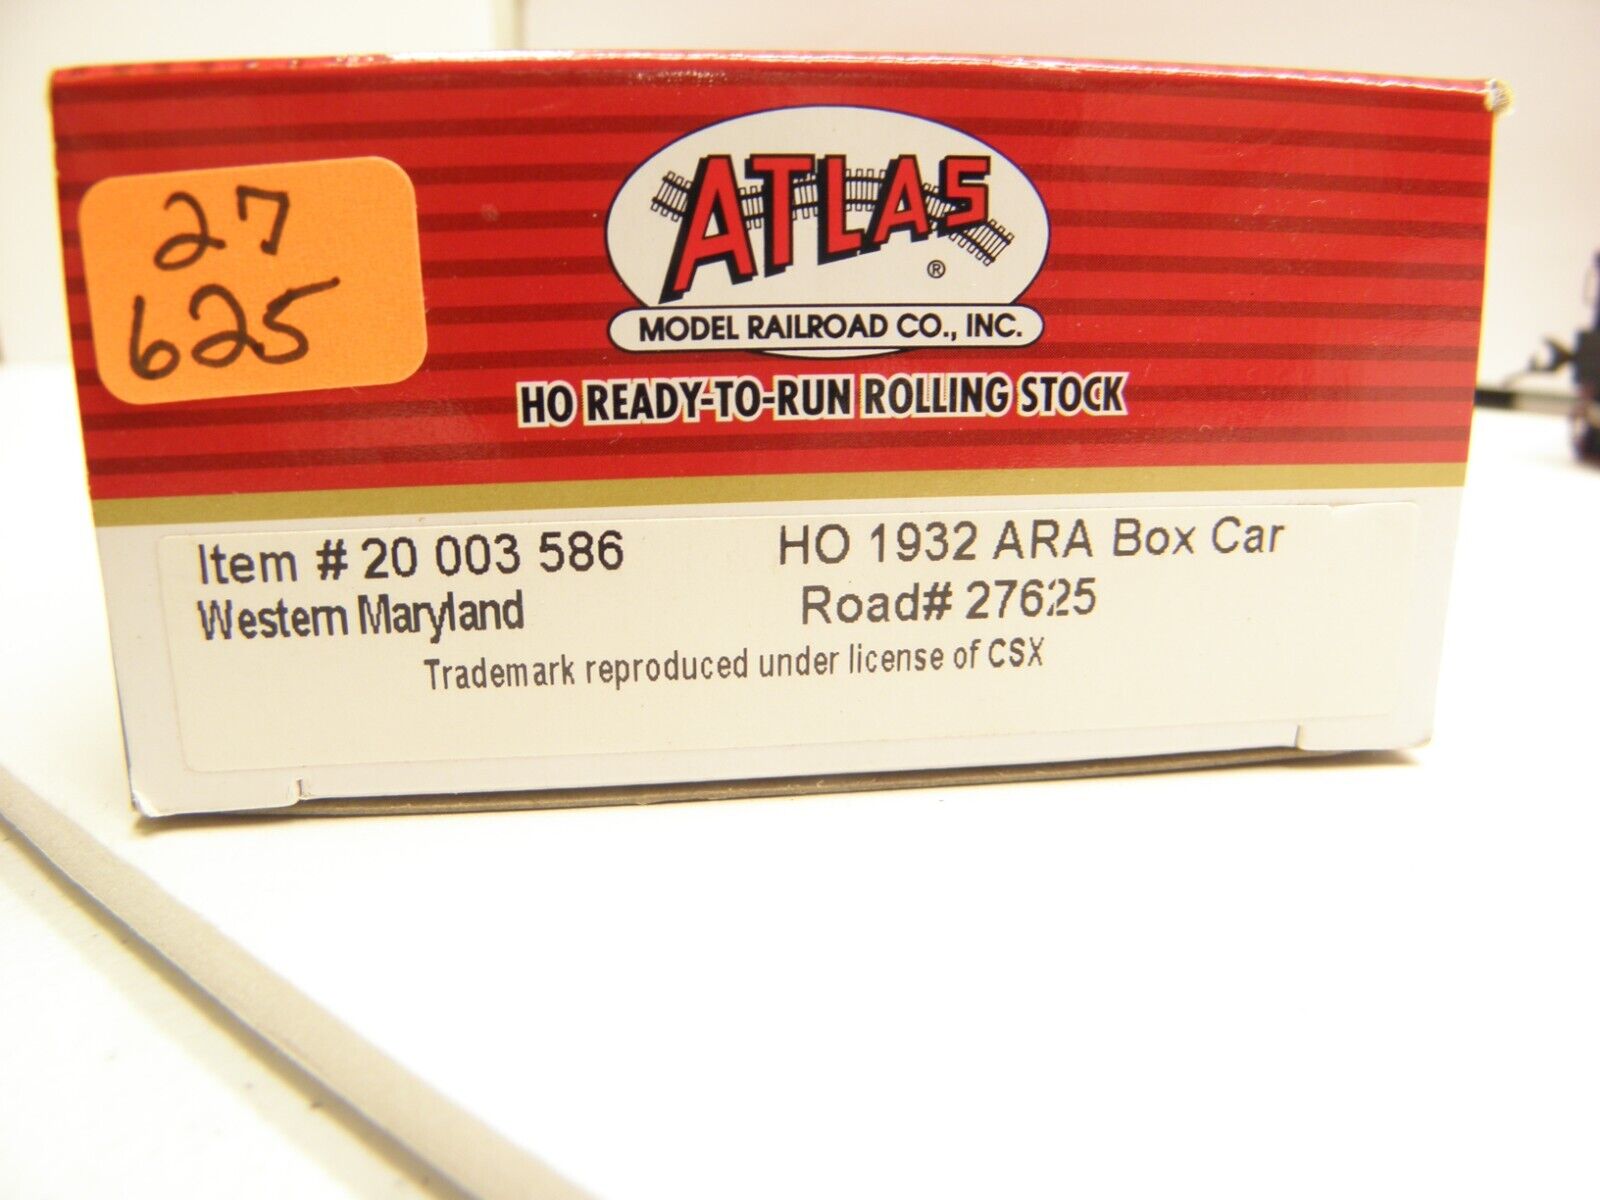 27
625
ATLAS
®
MODEL RAILROAD CO., INC.
HO READY-TO-RUN ROLLING STOCK
Item # 20 003 586 HO 1932 ARA Box Car
Western Maryland Road# 27625
Trademark reproduced under license of CSX